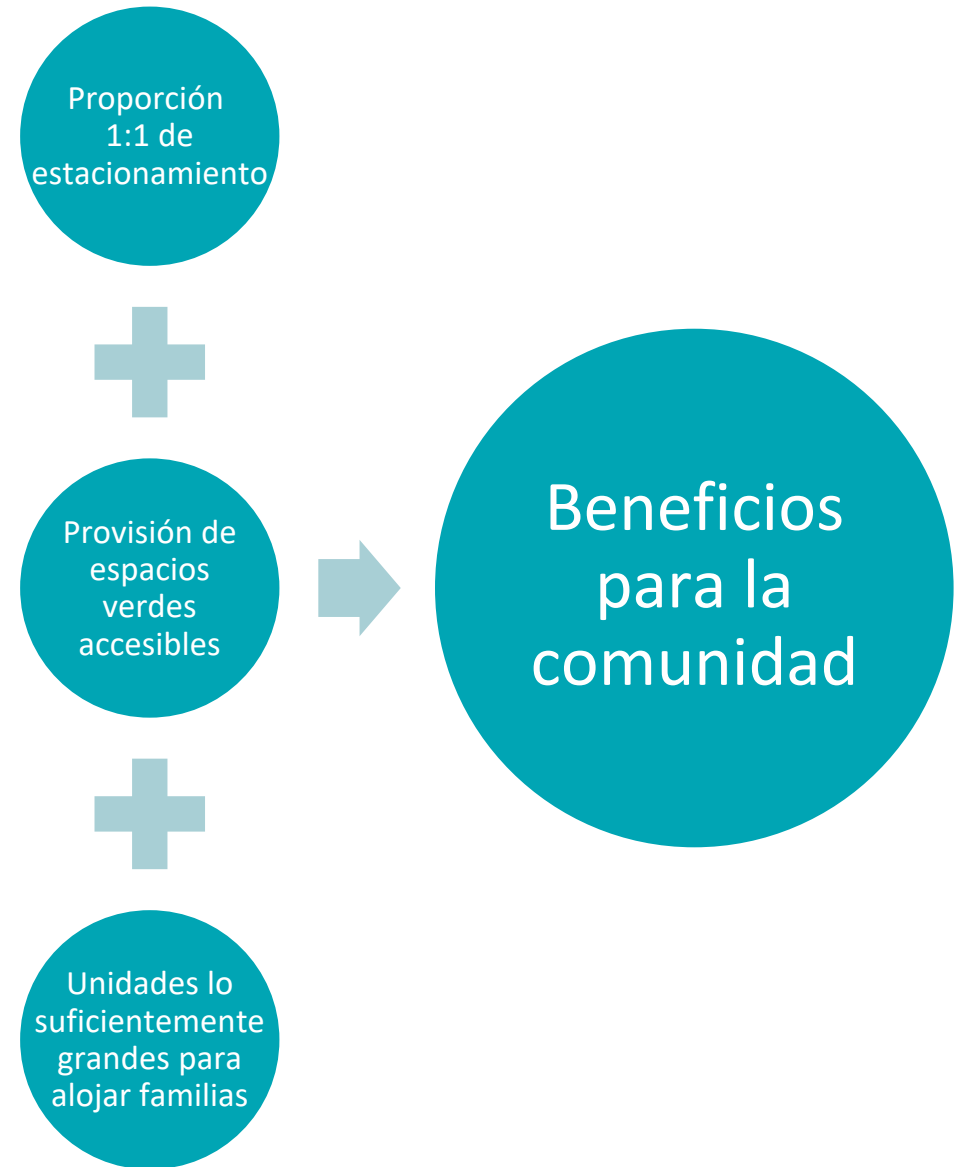 Proporción
1:1 de
estacionamiento
Provisión de
espacios
verdes
accesibles
Unidades lo
suficientemente
grandes para
alojar familias
Beneficios
para la
comunidad